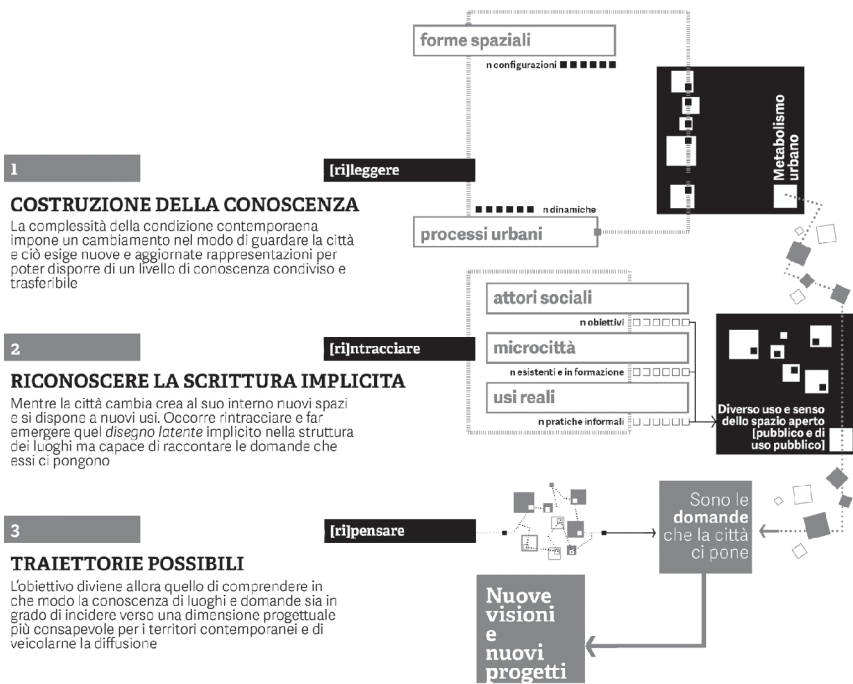 forme spaziali
n configurazioni
Metabolismo
urbano
1
[ri]leggere
COSTRUZIONE DELLA CONOSCENZA
La complessità della condizione contemporaena
impone un cambiamento nel modo di guardare la città
e ciò esige nuove e aggiornate rappresentazioni per
poter disporre di un livello di conoscenza condiviso e
trasferibile
n dinamiche
processi urbani
attori sociali
n obiettivi
2
[ri]ntracciare
microcittà
n esistenti e in formazione
RICONOSCERE LA SCRITTURA IMPLICITA
Mentre la città cambia crea al suo interno nuovi spazi
e si dispone a nuovi usi. Occorre rintracciare e far
emergere quel disegno latente implicito nella struttura
dei luoghi ma capace di raccontare le domande che
essi ci pongono
usi reali
n pratiche informali
Diverso uso e senso
dello spazio aperto
[pubblico e di
uso pubblico]
3
[ri]pensare
Sono le
domande
che la città
ci pone
TRAIETTORIE POSSIBILI
L'obiettivo diviene allora quello di comprendere in
che modo la conoscenza di luoghi e domande sia in
grado di incidere verso una dimensione progettuale
più consapevole per i territori contemporanei e di
veicolarne la diffusione
Nuove
visioni
e
nuovi
progetti